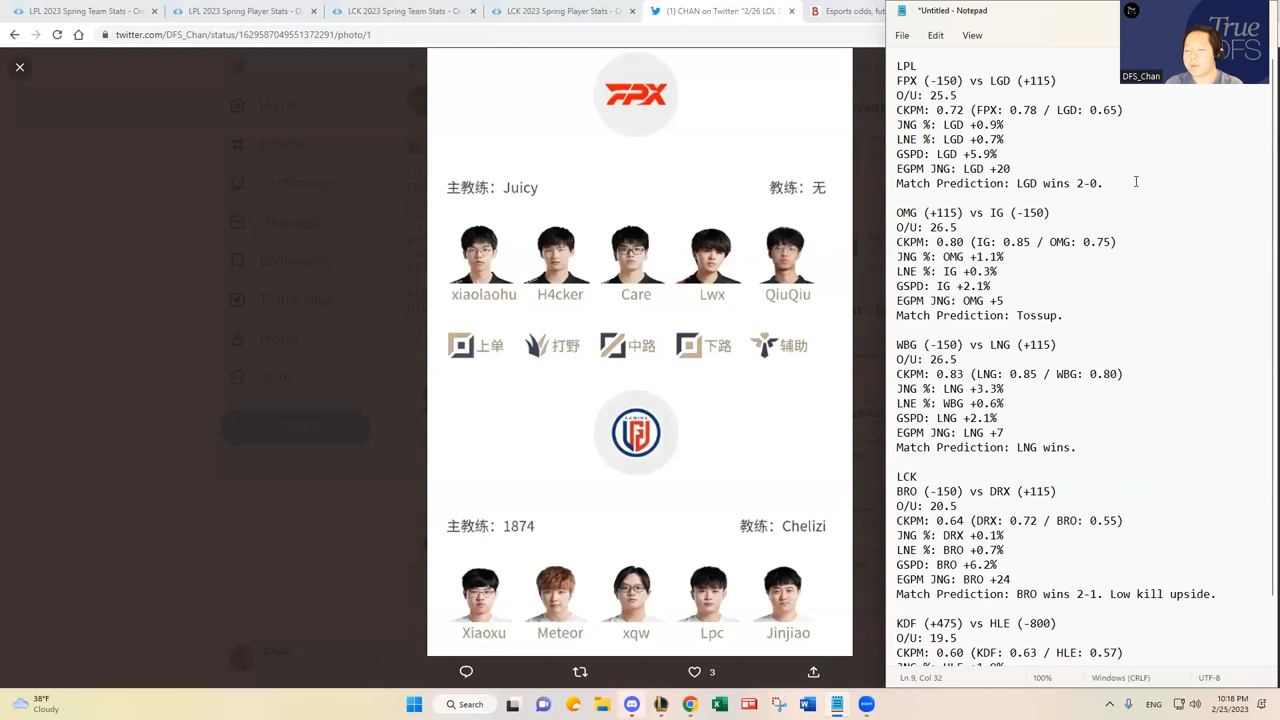 LPL 2023 Spring Team Stats - O
LPL 2023 Spring Player Stats - O
LCK 2023 Spring Team Stats - O
LCK 2023 Spring Player Stats - O
(1) CHAN on Twitter: "2/26 LOL D
Esports odds, fut
twitter.com/DFS_Chan/status/1629587049551372291/photo/1
Home
Explore
Notifications
Messages
Bookmarks
Twitter Blue
Profile
More
FPX
主教练：Juicy
教练：无
xiaolaohu
H4cker
Care
Lwx
QiuQiu
上单
打野
中路
下路
辅助
GAMING
LGD
主教练：1874
教练：Chelizi
Xiaoxu
Meteor
xqw
Lpc
Jinjiao
3
*Untitled - Notepad
File
Edit
View
True
DFS
DFS_Chan
LPL
FPX (-150) vs LGD (+115)
O/U: 25.5
CKPM: 0.72 (FPX: 0.78 / LGD: 0.65)
JNG %: LGD +0.9%
LNE %: LGD +0.7%
GSPD: LGD +5.9%
EGPM JNG: LGD +20
Match Prediction: LGD wins 2-0.
OMG (+115) vs IG (-150)
O/U: 26.5
CKPM: 0.80 (IG: 0.85 / OMG: 0.75)
JNG %: OMG +1.1%
LNE %: IG +0.3%
GSPD: IG +2.1%
EGPM JNG: OMG +5
Match Prediction: Tossup.
WBG (-150) vs LNG (+115)
O/U: 26.5
CKPM: 0.83 (LNG: 0.85 / WBG: 0.80)
JNG %: LNG +3.3%
LNE %: WBG +0.6%
GSPD: LNG +2.1%
EGPM JNG: LNG +7
Match Prediction: LNG wins.
LCK
BRO (-150) vs DRX (+115)
O/U: 20.5
CKPM: 0.64 (DRX: 0.72 / BRO: 0.55)
JNG %: DRX +0.1%
LNE %: BRO +0.7%
GSPD: BRO +6.2%
EGPM JNG: BRO +24
Match Prediction: BRO wins 2-1. Low kill upside.
KDF (+475) vs HLE (-800)
O/U: 19.5
CKPM: 0.60 (KDF: 0.63 / HLE: 0.57)
Ln 9, Col 32
100%
Windows (CRLF)
UTF-8
38°F
Cloudy
Search
ENG
10:18 PM
2/25/2023